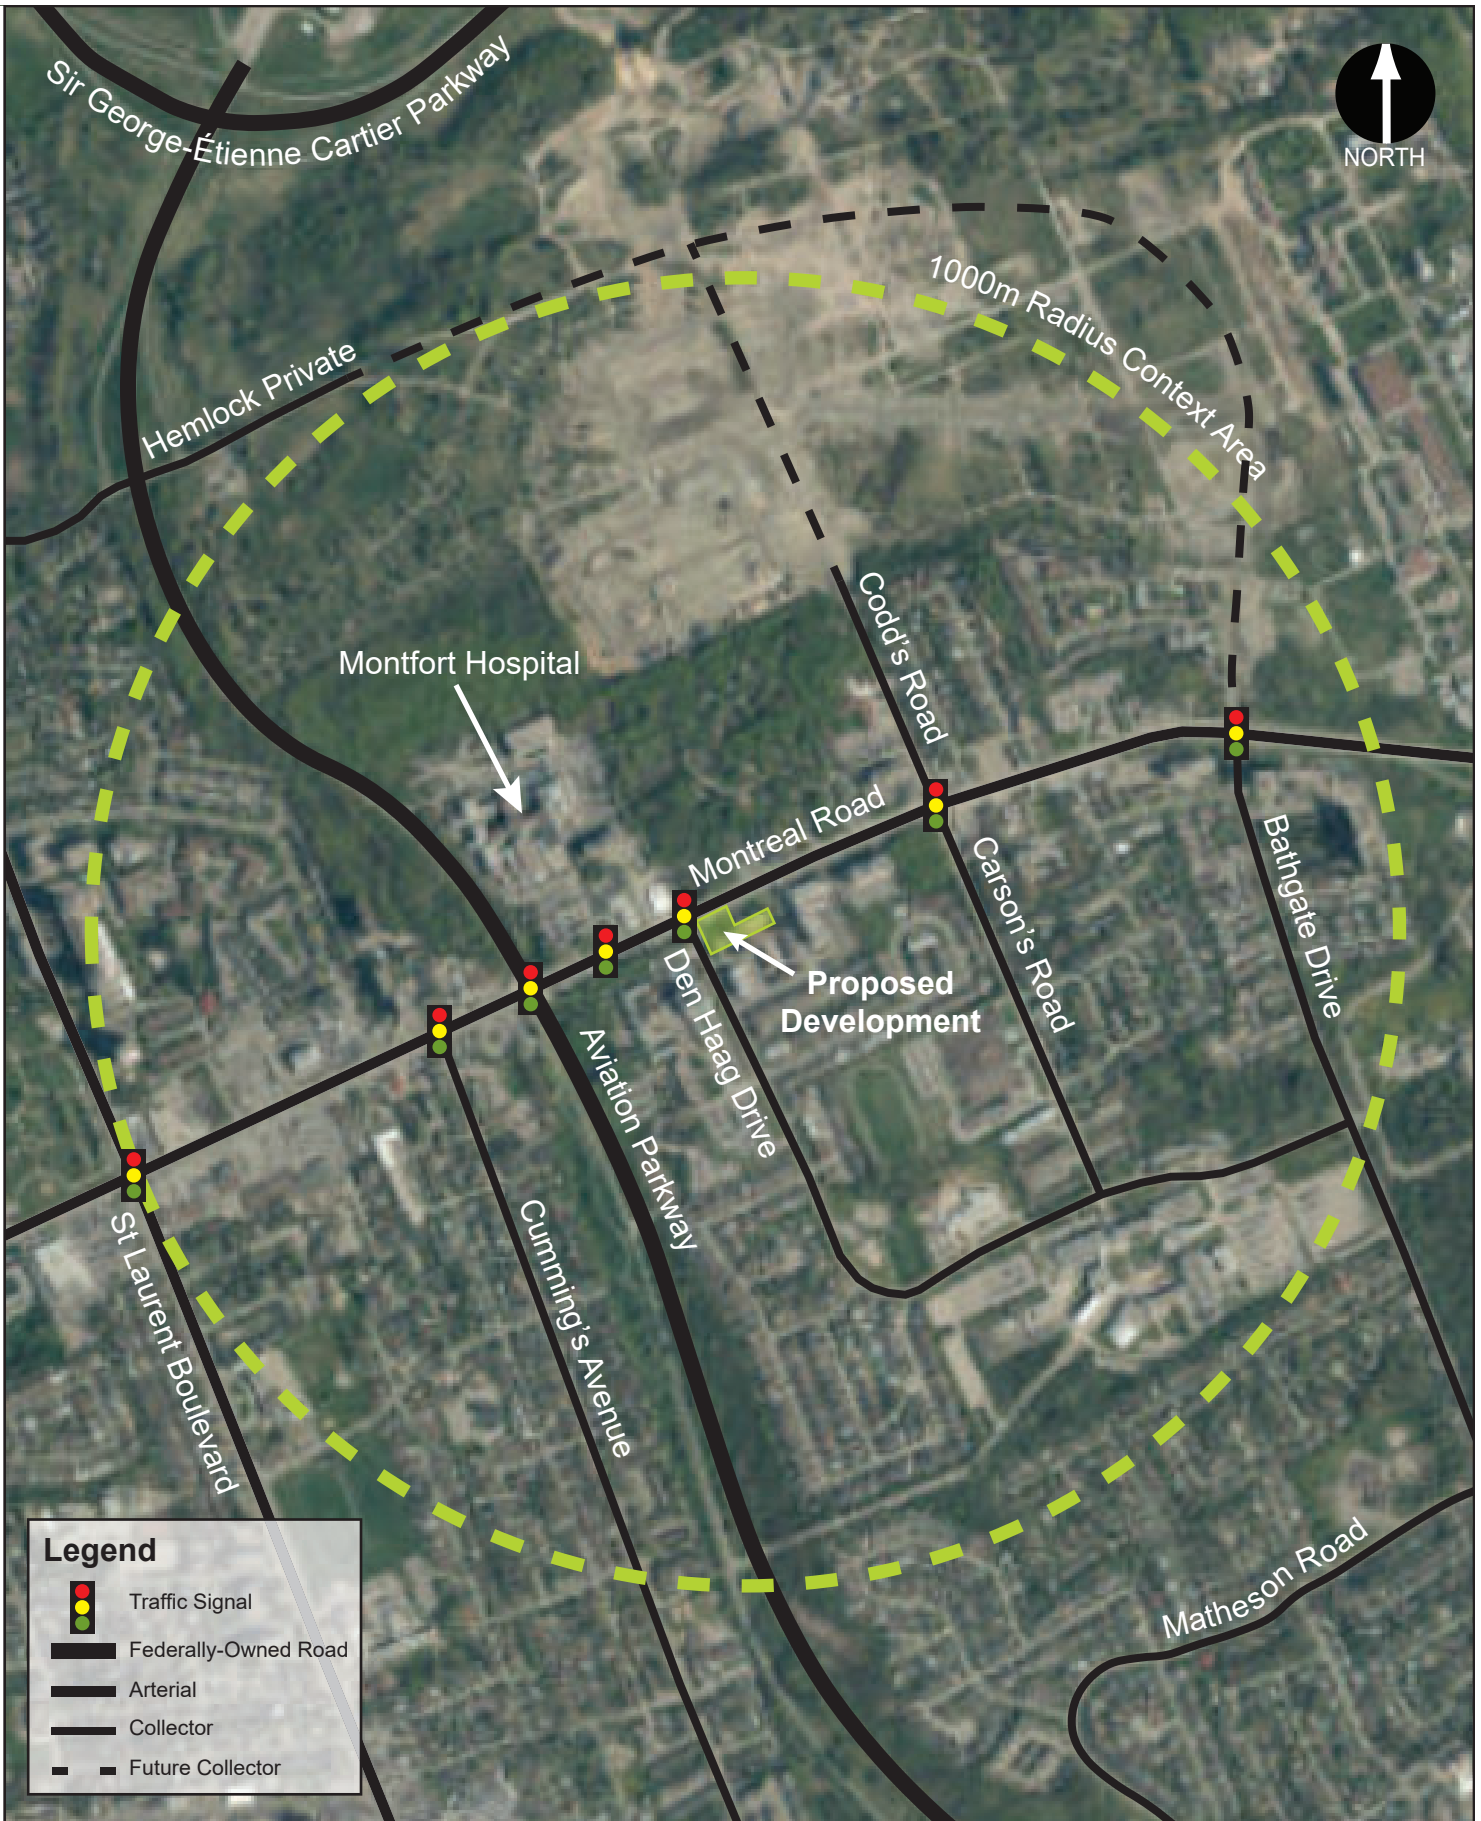 Sir George-Étienne Cartier Parkway
NORTH
1000m Radius Context Area
Hemlock Private
Codd's Road
Montfort Hospital
Montreal Road
Carson's Road
Bathgate Drive
Den Haag Drive
Proposed
Development
Aviation Parkway
Cumming's Avenue
St Laurent Boulevard
Matheson Road
Legend
Traffic Signal
Federally-Owned Road
Arterial
Collector
Future Collector